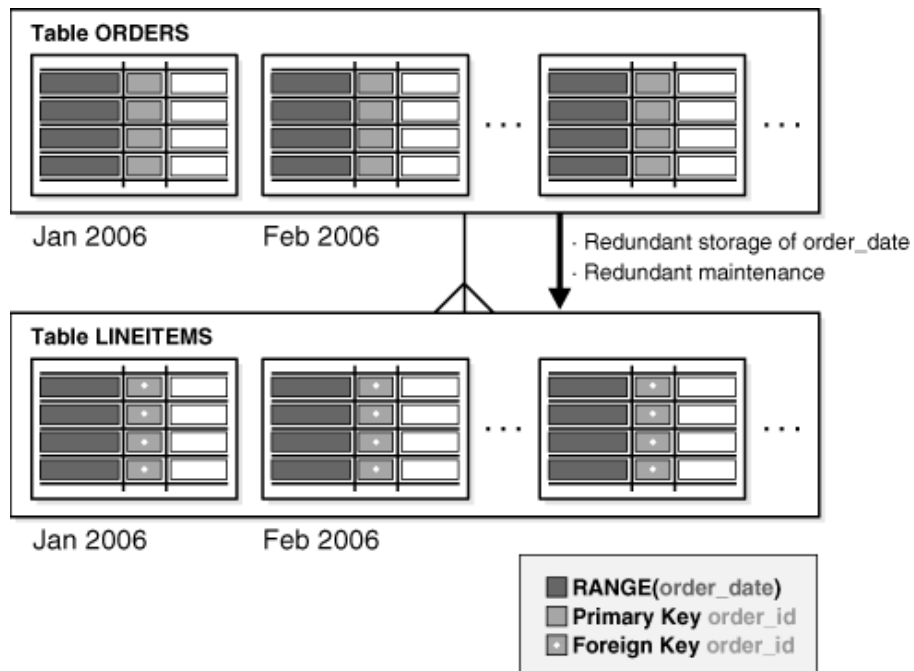 Table ORDERS
. . .
. . .
Jan 2006
Feb 2006
· Redundant storage of order_date
· Redundant maintenance
Table LINEITEMS
. . .
. . .
Jan 2006
Feb 2006
RANGE(order_date)
Primary Key order_id
Foreign Key order_id